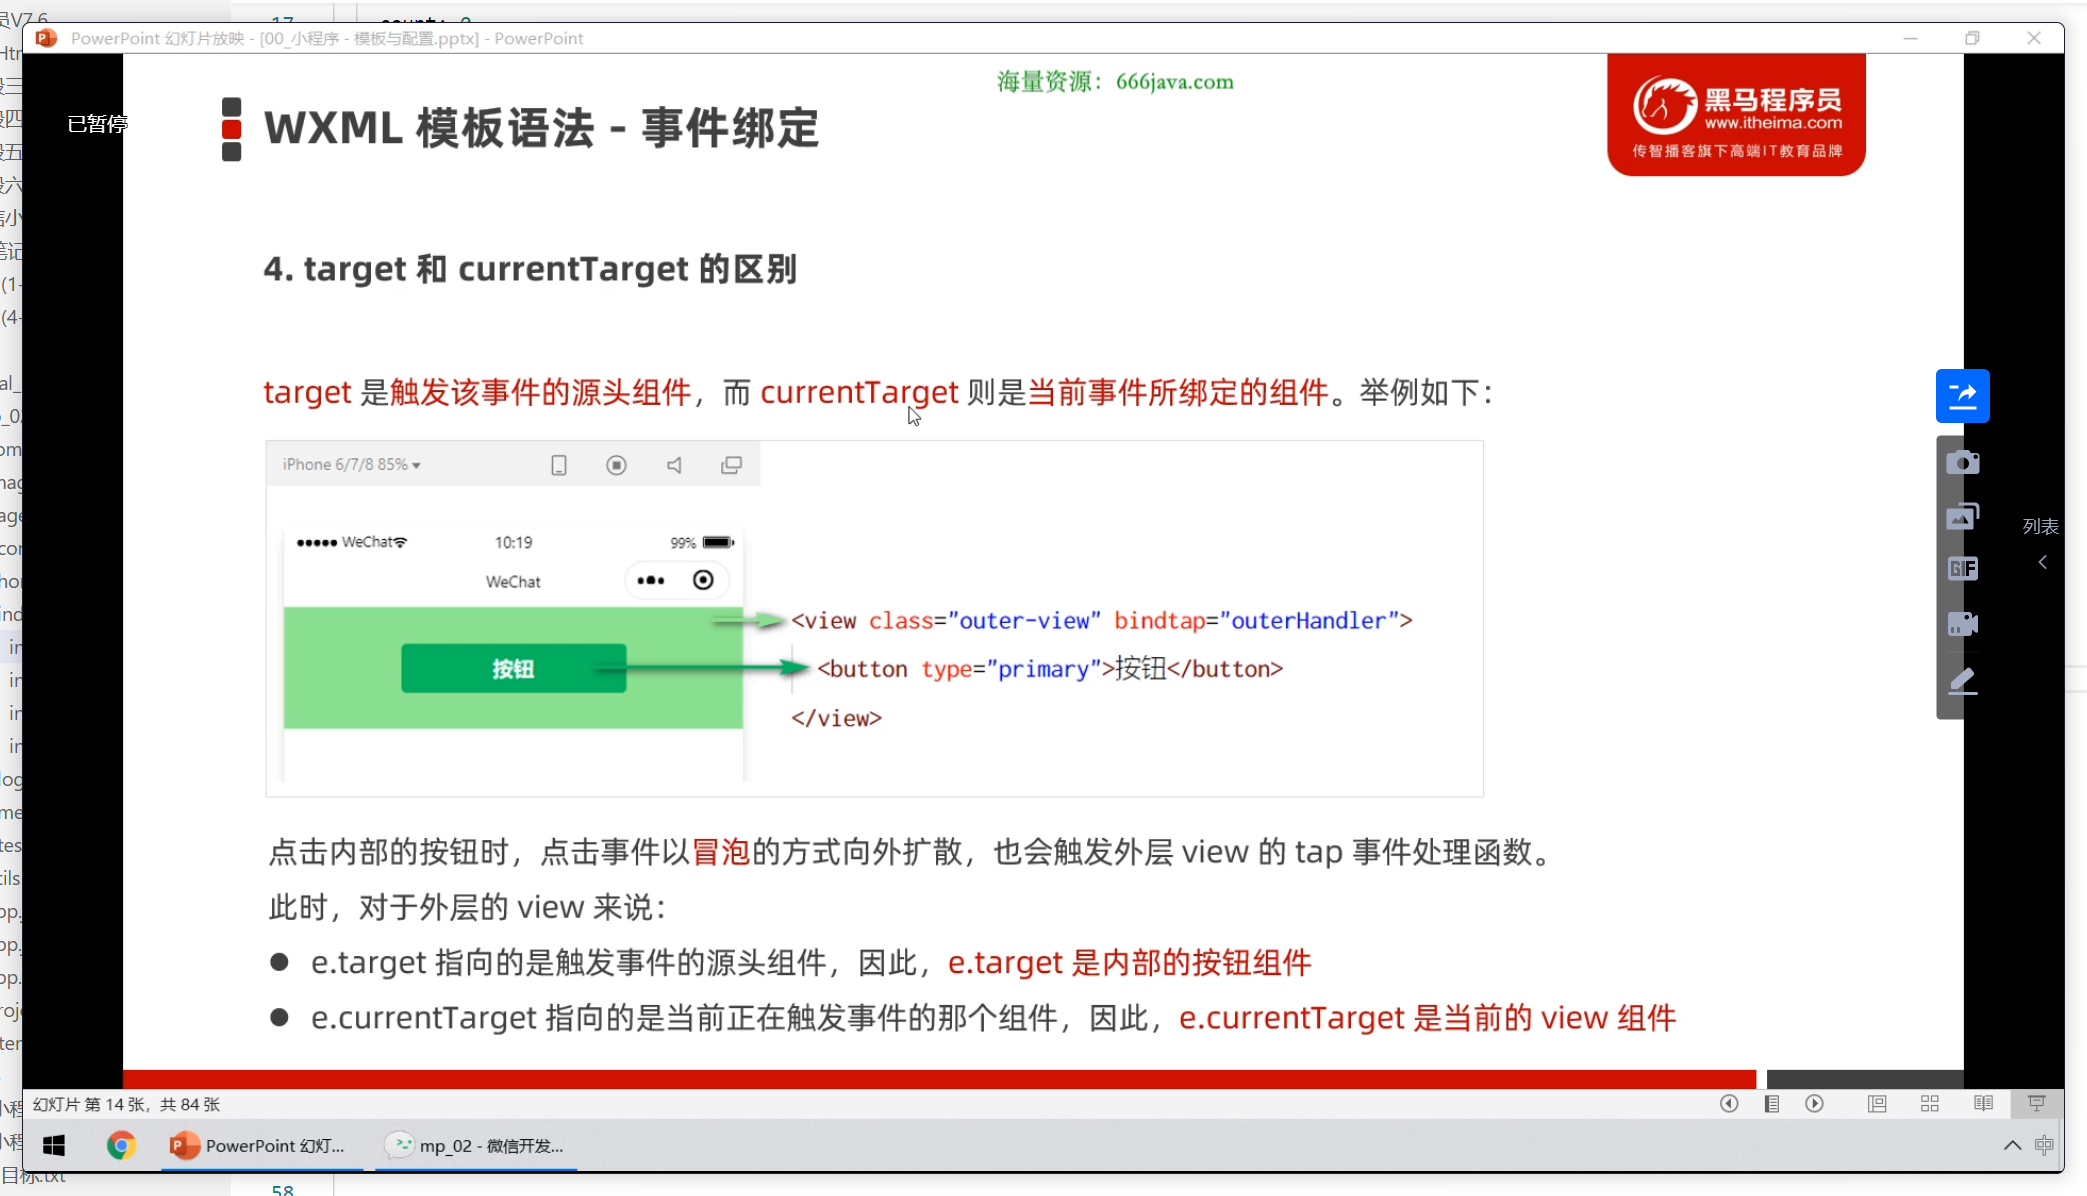 17
count: 0
PowerPoint 幻灯片放映 - [00_小程序 - 模板与配置.pptx] - PowerPoint
海量资源：666java.com
已暂停
WXML 模板语法 - 事件绑定
黑马程序员
www.itheima.com
传智播客旗下高端IT教育品牌
4. target 和 currentTarget 的区别
target 是触发该事件的源头组件，而 currentTarget 则是当前事件所绑定的组件。举例如下：
iPhone 6/7/8 85%
WeChat 10:19 99%
WeChat
<view class="outer-view" bindtap="outerHandler">
按钮
<button type="primary">按钮</button>
</view>
GIF
列表
点击内部的按钮时，点击事件以冒泡的方式向外扩散，也会触发外层 view 的 tap 事件处理函数。
此时，对于外层的 view 来说：
● e.target 指向的是触发事件的源头组件，因此，e.target 是内部的按钮组件
● e.currentTarget 指向的是当前正在触发事件的那个组件，因此，e.currentTarget 是当前的 view 组件
幻灯片 第 14 张，共 84 张
PowerPoint 幻灯... mp_02 - 微信开发... 中
目标.txt
58